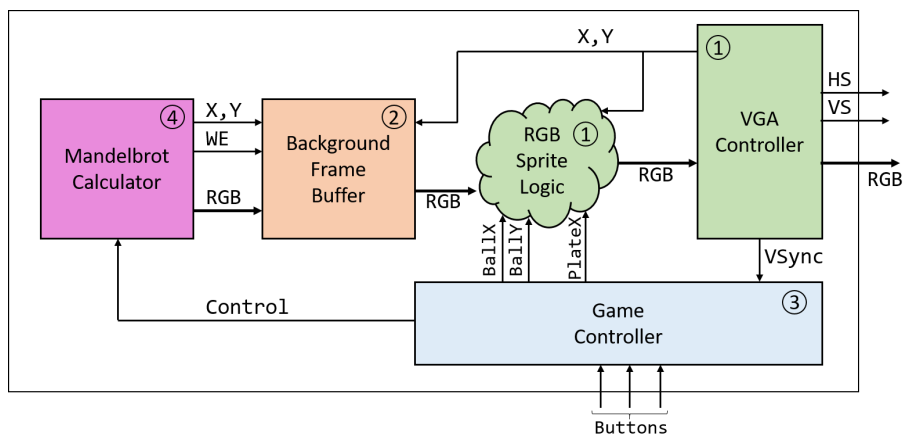 X,Y
①
HS
VS
VGA
Controller
RGB
④
X,Y
WE
RGB
Mandelbrot
Calculator
②
Background
Frame
Buffer
RGB
①
RGB
Sprite
Logic
RGB
BallX
BallY
PlateX
VSync
Control
③
Game
Controller
Buttons